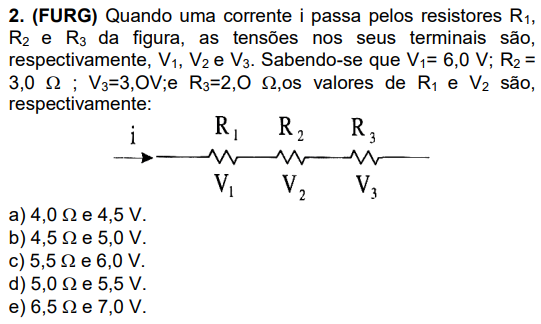 2. (FURG) Quando uma corrente i passa pelos resistores R₁,
R₂ e R₃ da figura, as tensões nos seus terminais são,
respectivamente, V₁, V₂ e V₃. Sabendo-se que V₁= 6,0 V; R₂ =
3,0 Ω ; V₃=3,OV;e R₃=2,O Ω,os valores de R₁ e V₂ são,
respectivamente:
i R₁ R₂ R₃
V₁ V₂ V₃
a) 4,0 Ω e 4,5 V.
b) 4,5 Ω e 5,0 V.
c) 5,5 Ω e 6,0 V.
d) 5,0 Ω e 5,5 V.
e) 6,5 Ω e 7,0 V.